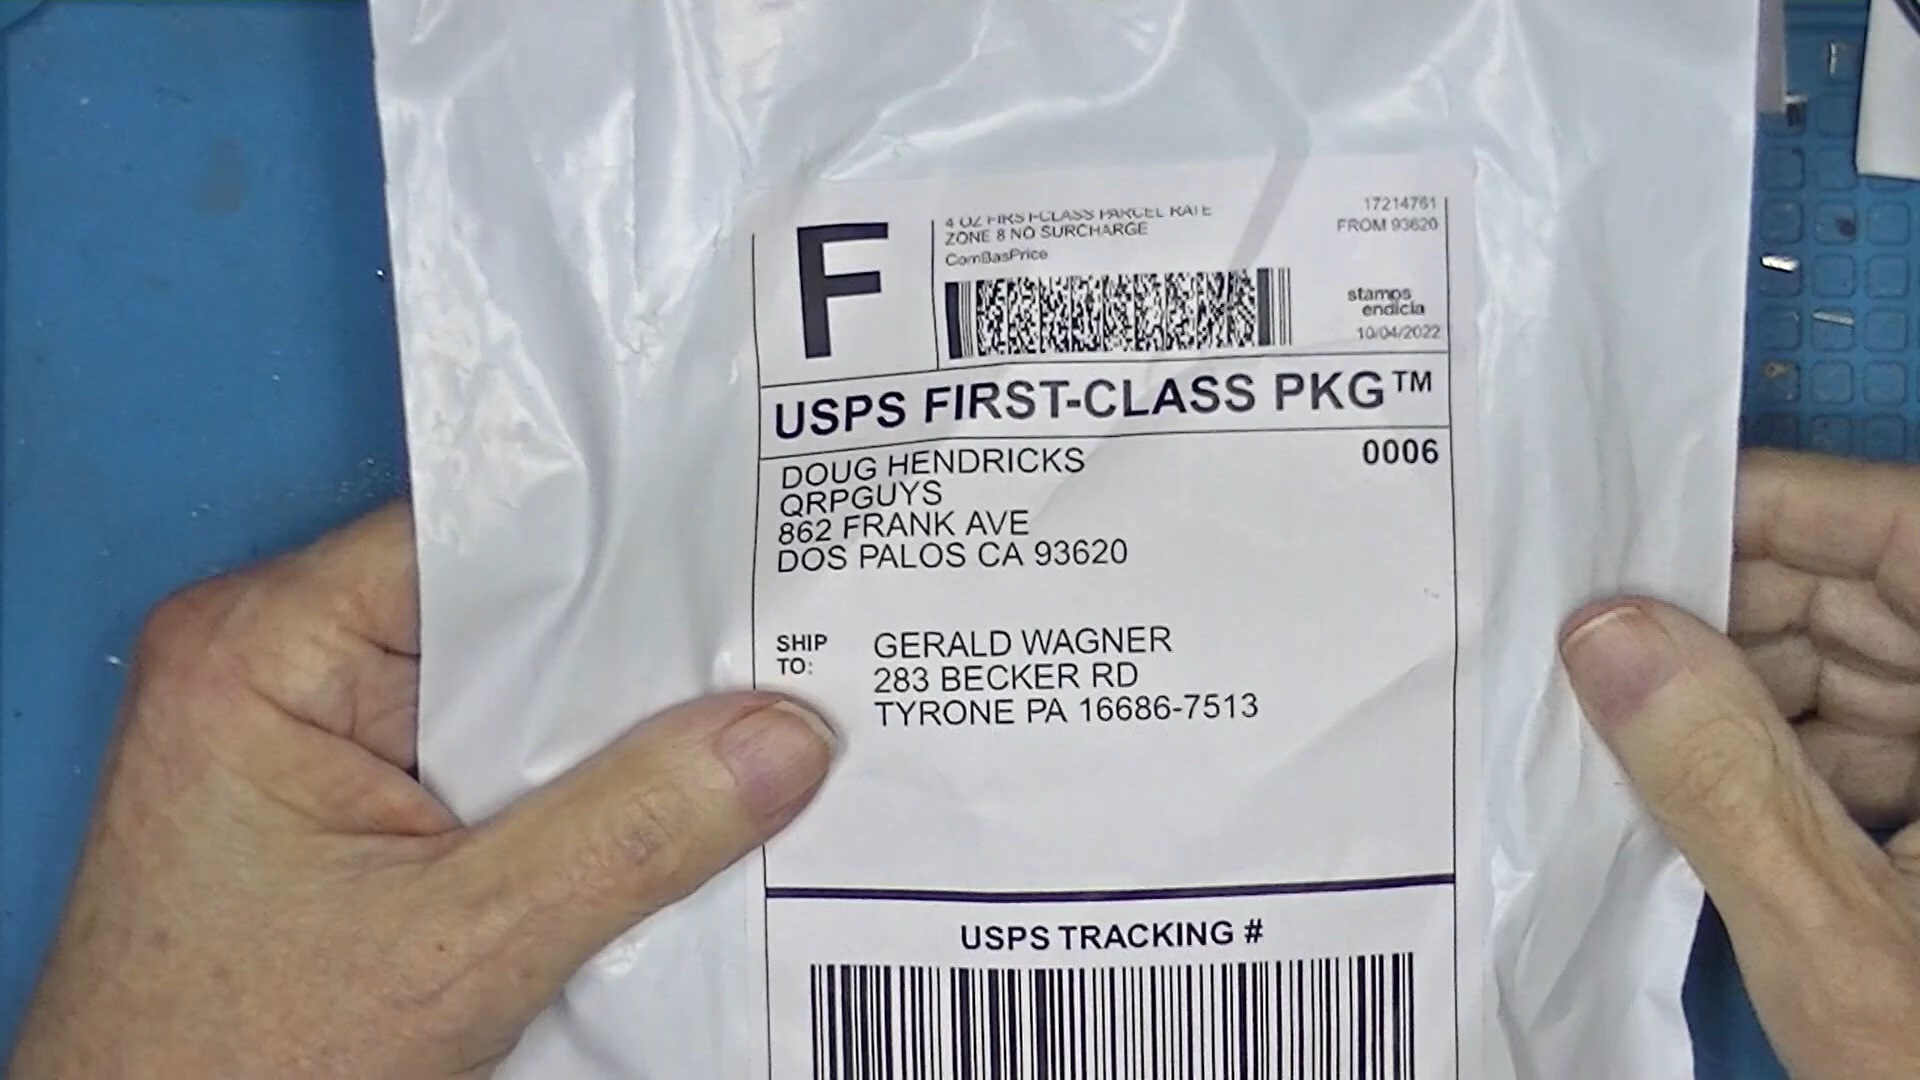 F
4 OZ FIRST-CLASS PARCEL RATE
ZONE 8 NO SURCHARGE
ComBasPrice
17214761
FROM 93620
stamps
endicia
10/04/2022
USPS FIRST-CLASS PKG™
DOUG HENDRICKS
QRPGUYS
862 FRANK AVE
DOS PALOS CA 93620
0006
SHIP
TO:
GERALD WAGNER
283 BECKER RD
TYRONE PA 16686-7513
USPS TRACKING #